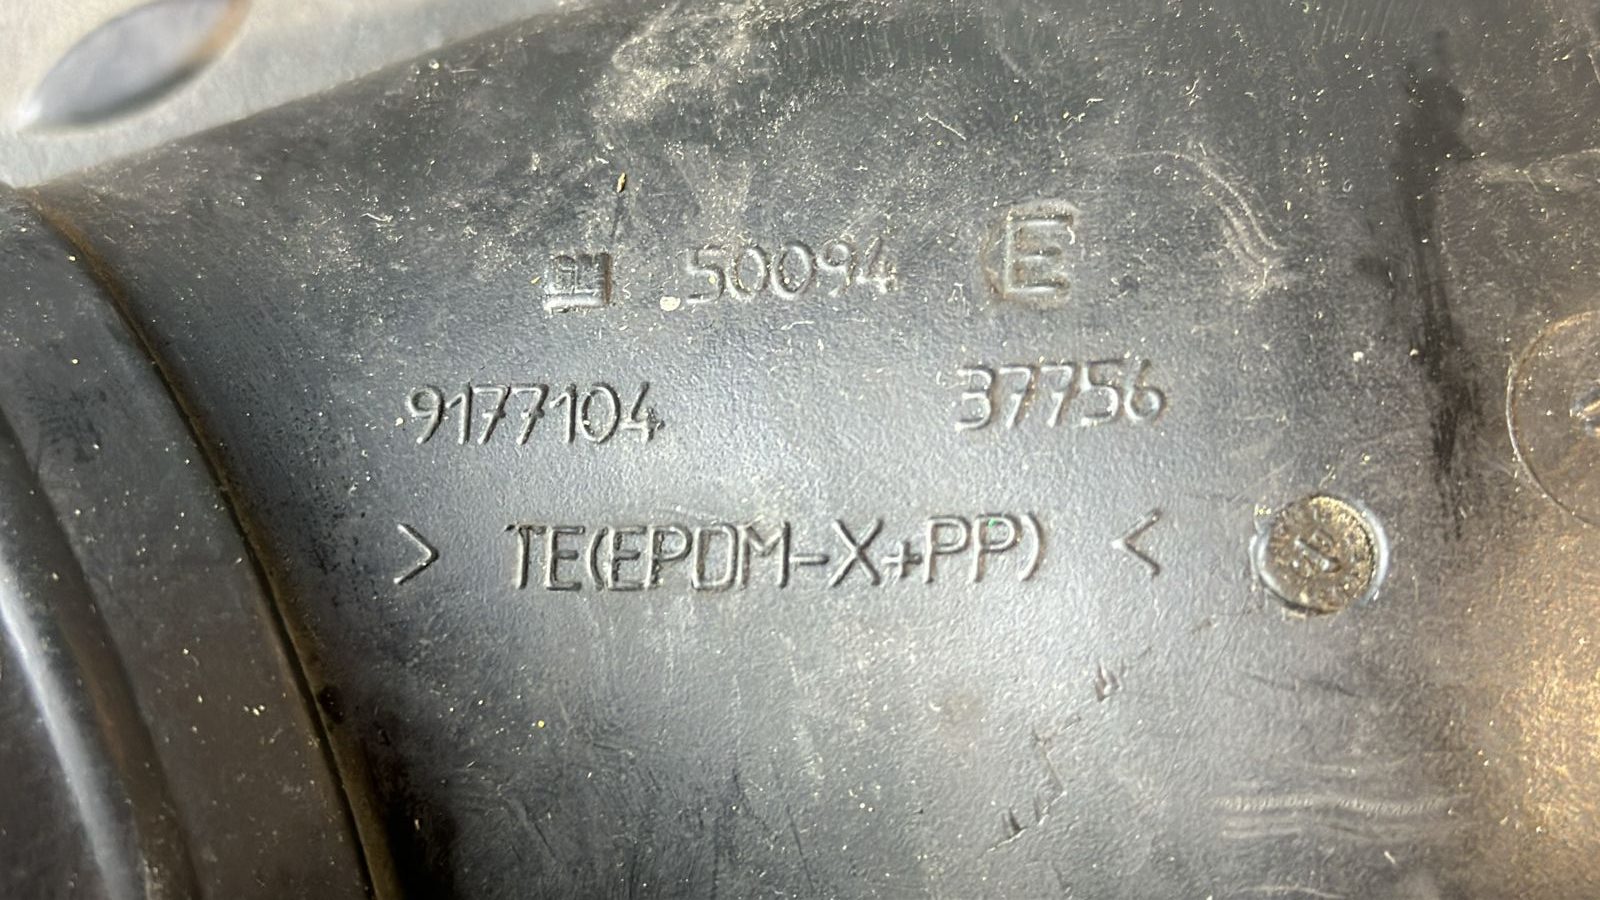 50094 E
9177104 37756
> TE(EPDM-X+PP) <